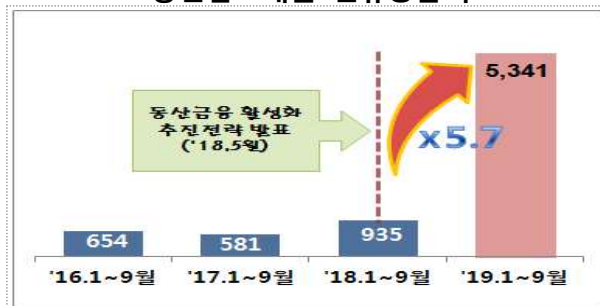 5,341
동산금융 활성화
추진전략 발표
('18.5월)
x5.7
654
581
935
'16.1~9월
'17.1~9월
'18.1~9월
'19.1~9월